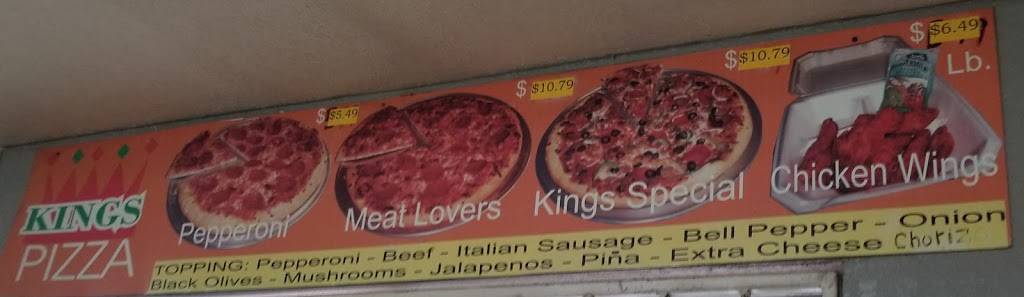 KINGS
PIZZA
$ $5.49
Pepperoni
$ $10.79
Meat Lovers
$ $10.79
Kings Special
$ $6.49
Lb.
Chicken Wings
TOPPING: Pepperoni - Beef - Italian Sausage - Bell Pepper - Onion
Black Olives - Mushrooms - Jalapenos - Piña - Extra Cheese Choriz